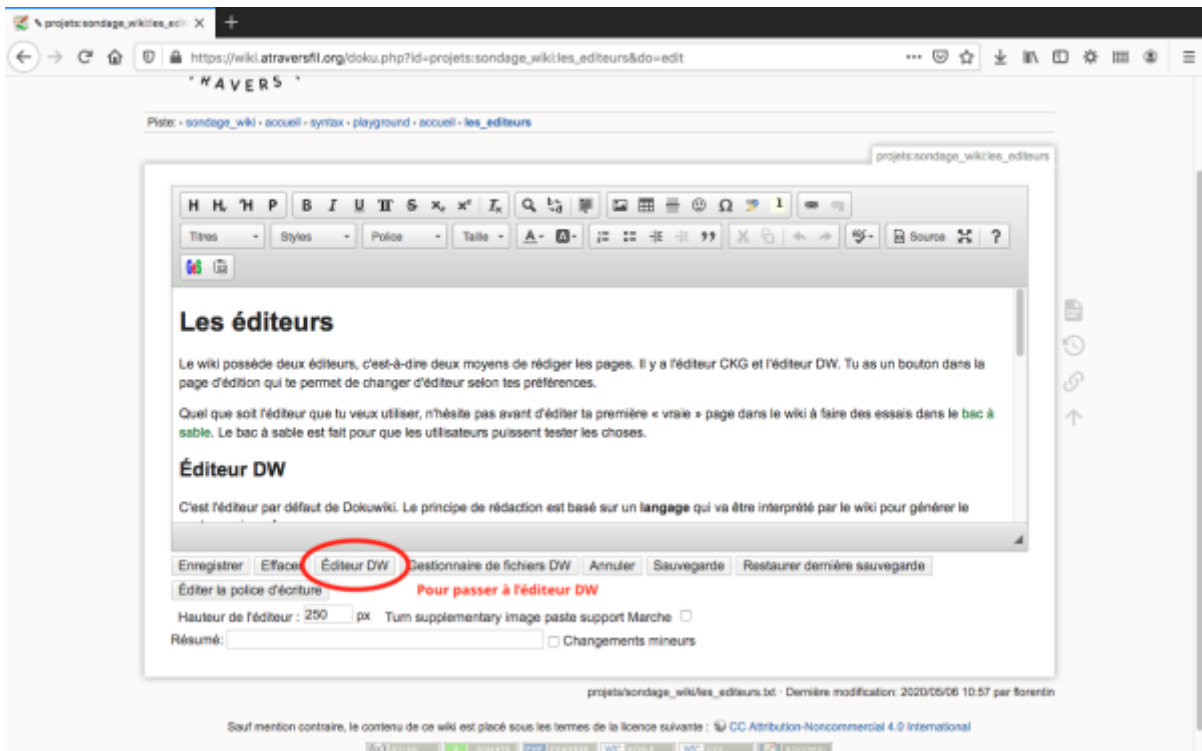 projets:sondage_wiki:les_edit
https://wiki.atraversfil.org/doku.php?id=projets:sondage_wiki:les_editeurs&do=edit
'RAVERS'
Piste: • sondage_wiki • accueil • syntax • playground • accueil • les_editeurs
projets:sondage_wiki:les_editeurs
H H H P B I U TT S x x² Tx Ω 1
Titres Styles Police Taille A A Source ?
Les éditeurs
Le wiki possède deux éditeurs, c'est-à-dire deux moyens de rédiger les pages. Il y a l'éditeur CKG et l'éditeur DW. Tu as un bouton dans la
page d'édition qui te permet de changer d'éditeur selon tes préférences.
Quel que soit l'éditeur que tu veux utiliser, n'hésite pas avant d'éditer ta première « vraie » page dans le wiki à faire des essais dans le bac à
sable. Le bac à sable est fait pour que les utilisateurs puissent tester les choses.
Éditeur DW
C'est l'éditeur par défaut de Dokuwiki. Le principe de rédaction est basé sur un langage qui va être interprété par le wiki pour générer le
Enregistrer Effacer Éditeur DW Gestionnaire de fichiers DW Annuler Sauvegarde Restaurer dernière sauvegarde
Éditer la police d'écriture Pour passer à l'éditeur DW
Hauteur de l'éditeur : 250 px Turn supplementary image paste support Marche
Résumé: Changements mineurs
projets/sondage_wiki/les_editeurs.txt · Dernière modification: 2020/05/06 10:57 par florentin
Sauf mention contraire, le contenu de ce wiki est placé sous les termes de la licence suivante : CC Attribution-Noncommercial 4.0 International